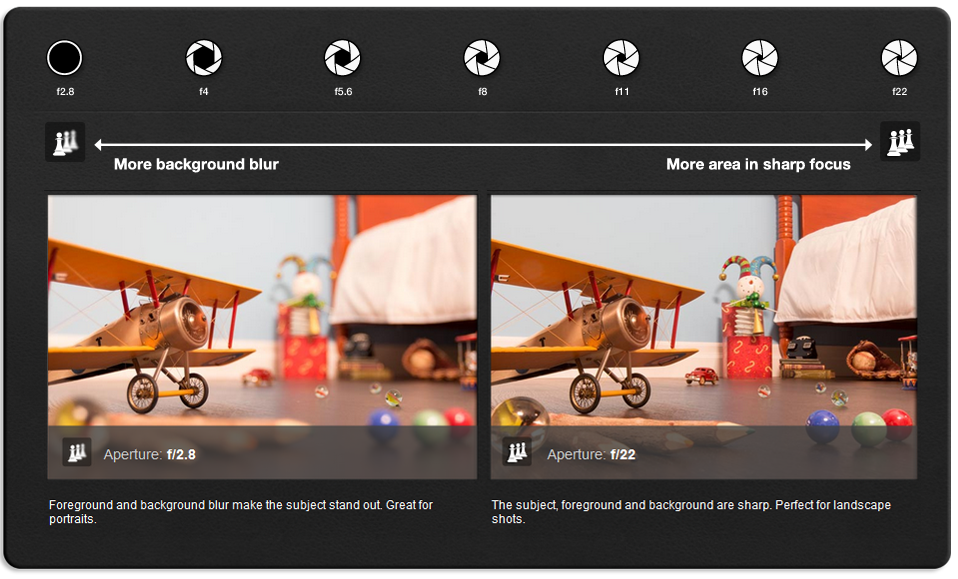 f2.8 f4 f5.6 f8 f11 f16 f22
More background blur
More area in sharp focus
Aperture: f/2.8
Aperture: f/22
Foreground and background blur make the subject stand out. Great for
portraits.
The subject, foreground and background are sharp. Perfect for landscape
shots.